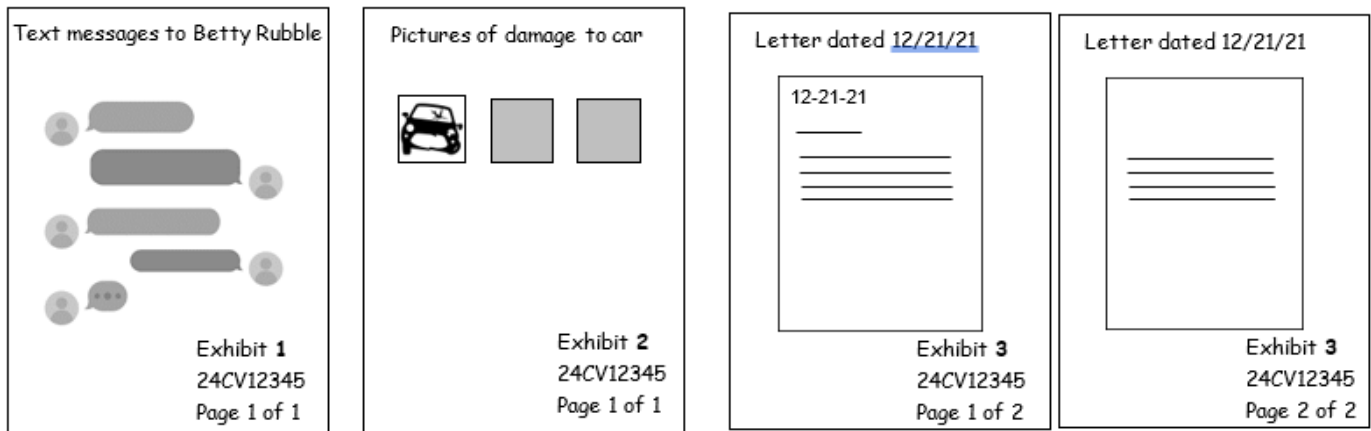 Text messages to Betty Rubble
Exhibit 1
24CV12345
Page 1 of 1
Pictures of damage to car
Exhibit 2
24CV12345
Page 1 of 1
Letter dated 12/21/21
12-21-21
Exhibit 3
24CV12345
Page 1 of 2
Letter dated 12/21/21
Exhibit 3
24CV12345
Page 2 of 2